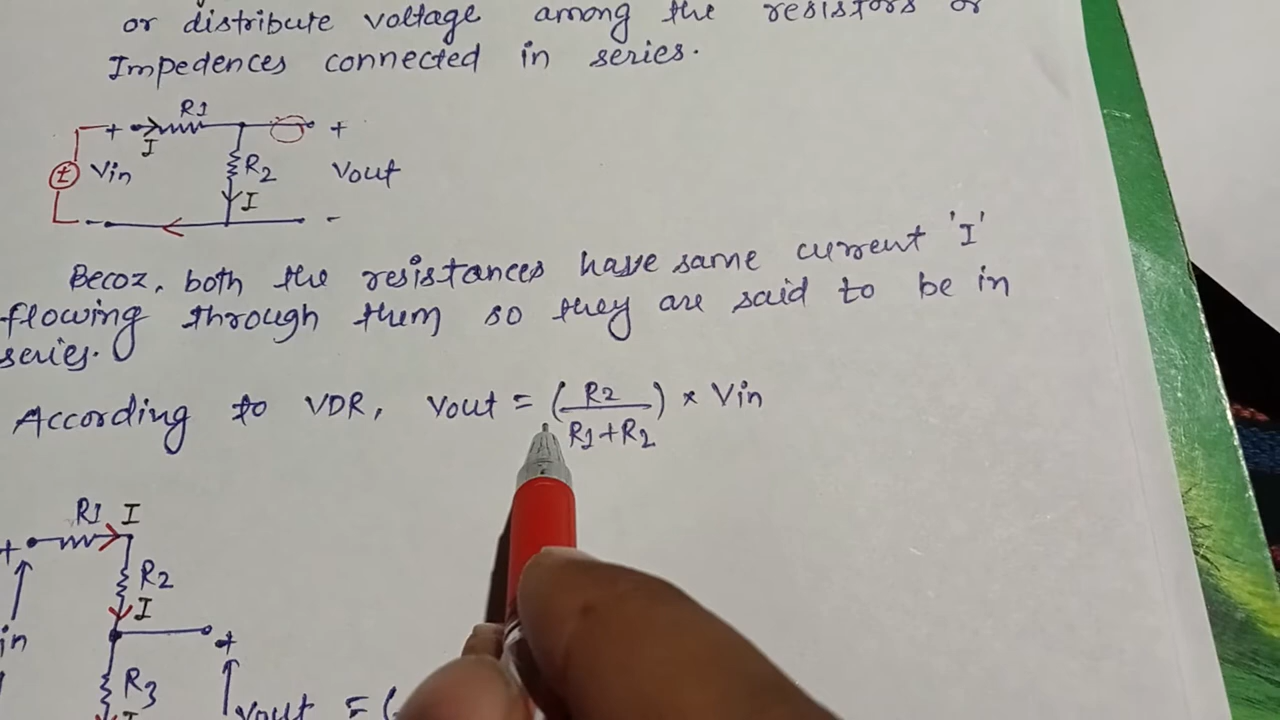 or distribute voltage among the resistors or
Impedences connected in series.
R1
+ I + 
Vin R2 Vout
I
- -
Becoz, both the resistances have same current 'I'
flowing through them so they are said to be in
series.
According to VDR, Vout = (R2 / R1+R2) × Vin
R1 I
+
R2
I
in +
R3
I Vout = (